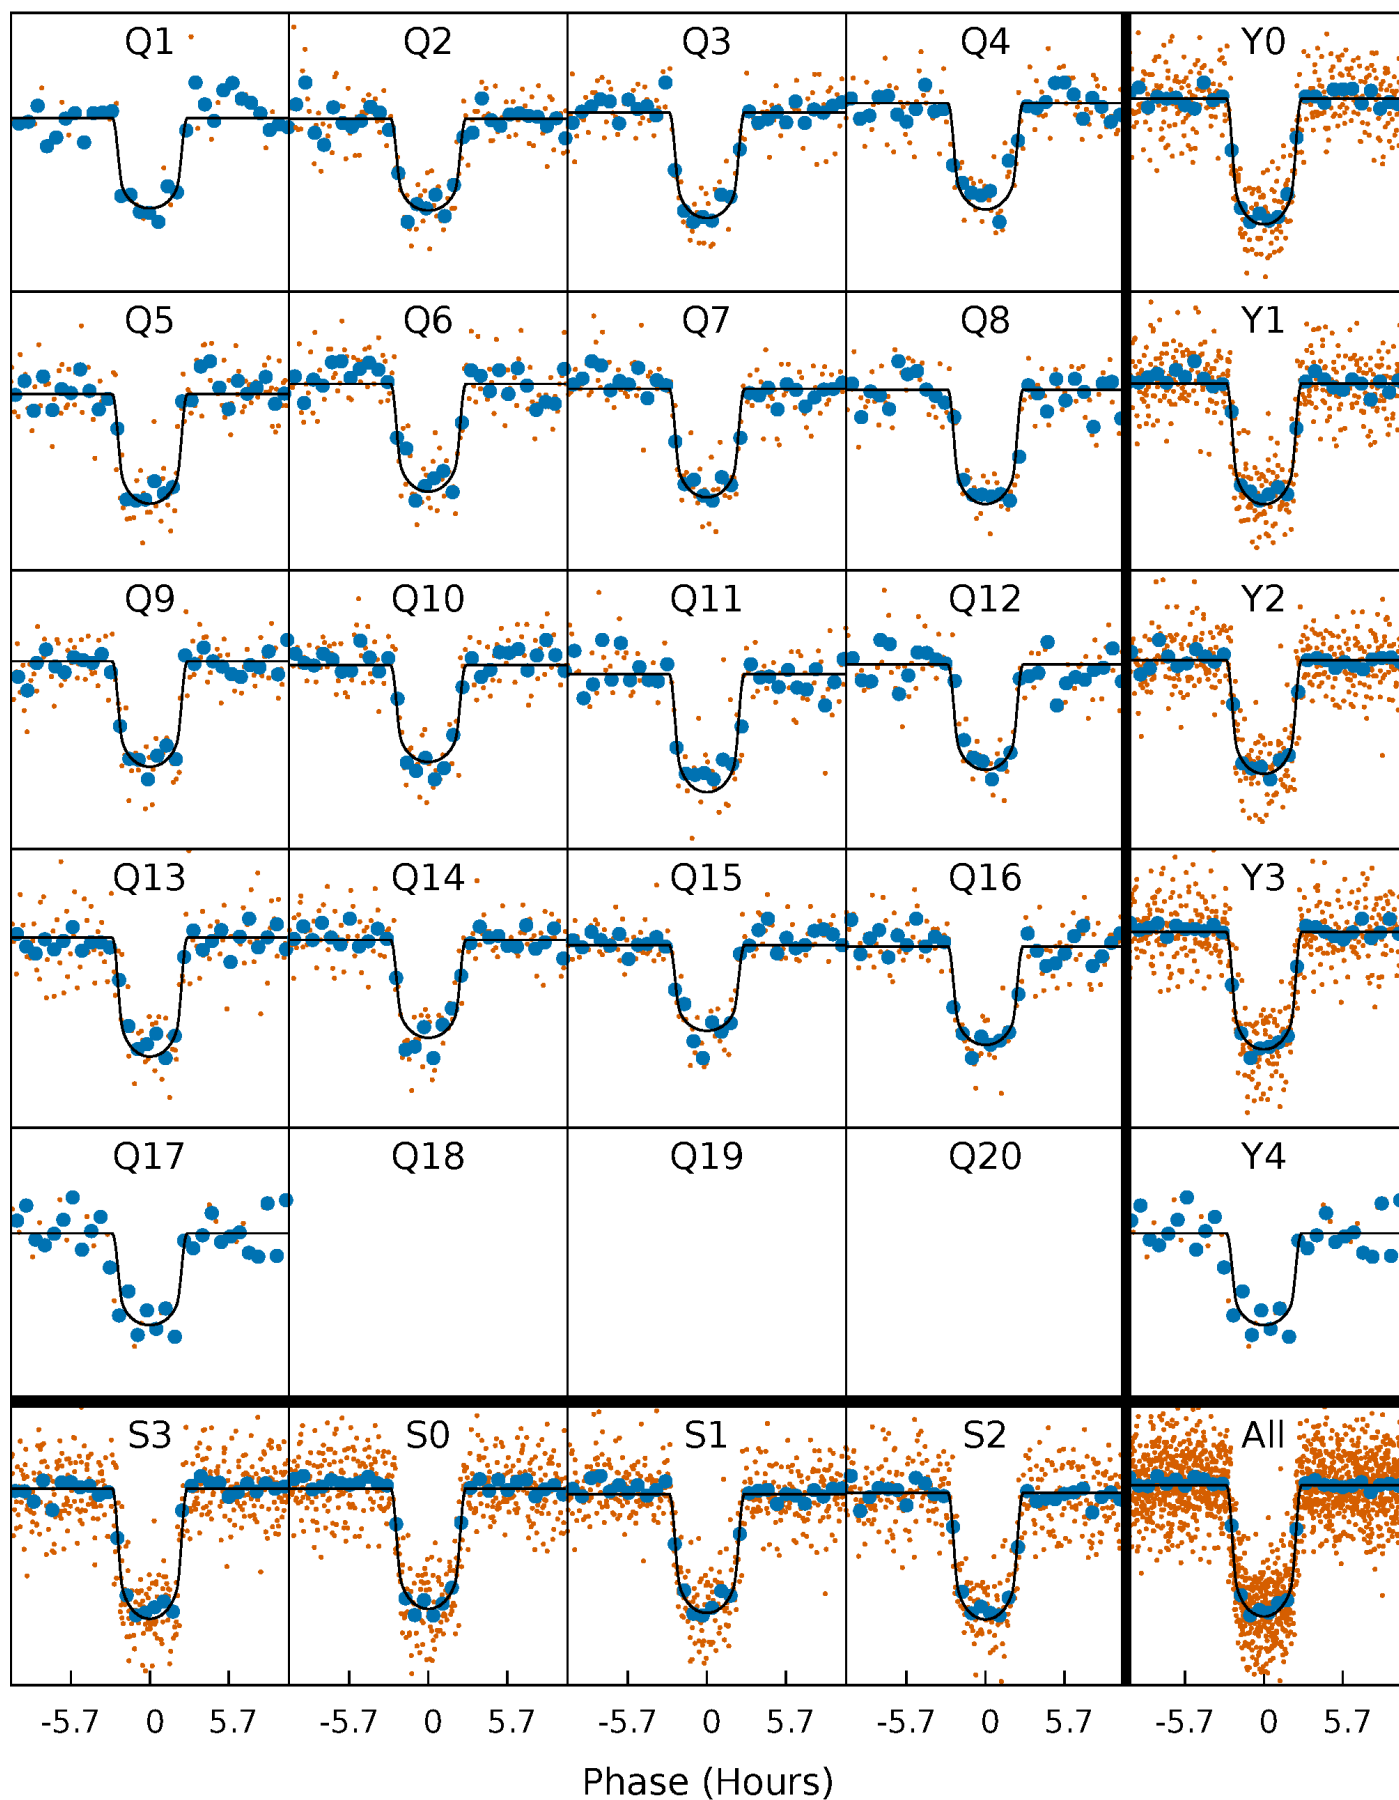 Q1 Q2 Q3 Q4 Y0
Q5 Q6 Q7 Q8 Y1
Q9 Q10 Q11 Q12 Y2
Q13 Q14 Q15 Q16 Y3
Q17 Q18 Q19 Q20 Y4
S3 S0 S1 S2 All
-5.7 0 5.7 -5.7 0 5.7 -5.7 0 5.7 -5.7 0 5.7 -5.7 0 5.7
Phase (Hours)